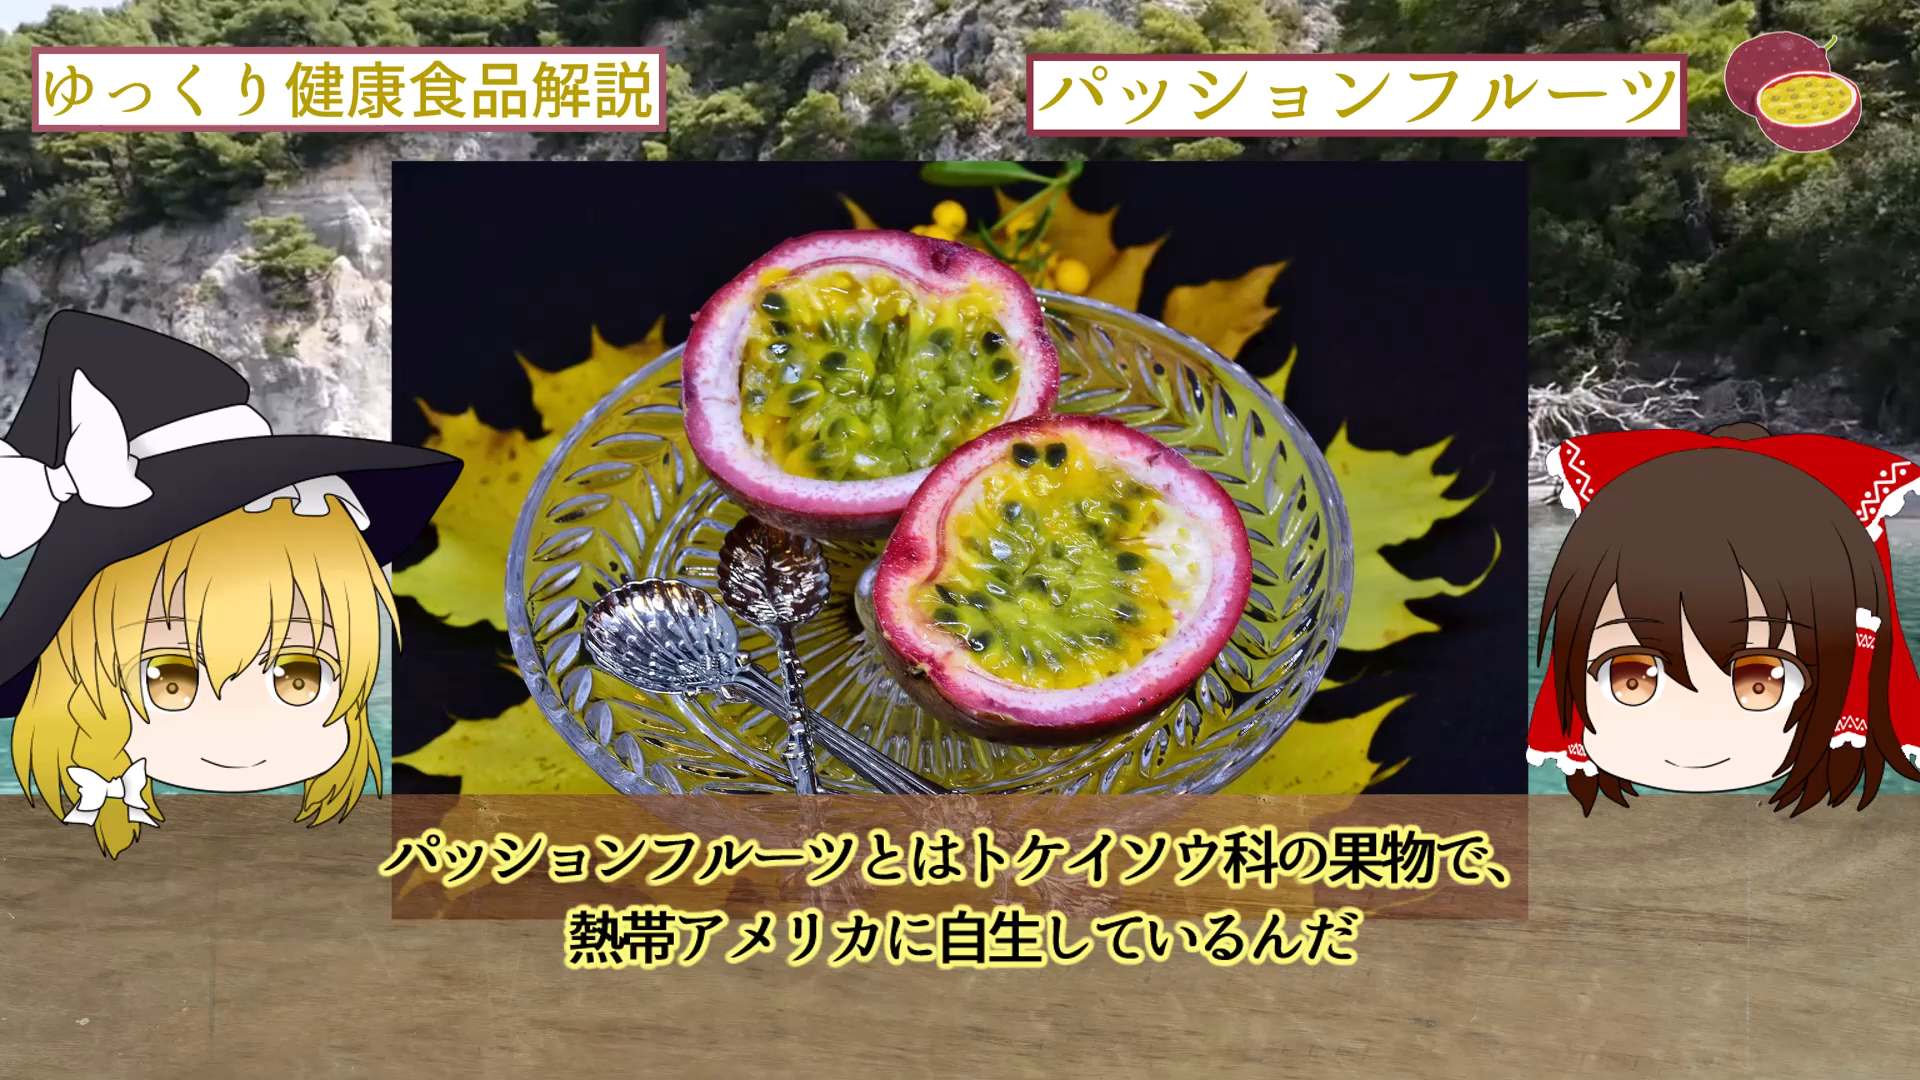 ゆっくり健康食品解説
パッションフルーツ
パッションフルーツとはトケイソウ科の果物で、
熱帯アメリカに自生しているんだ